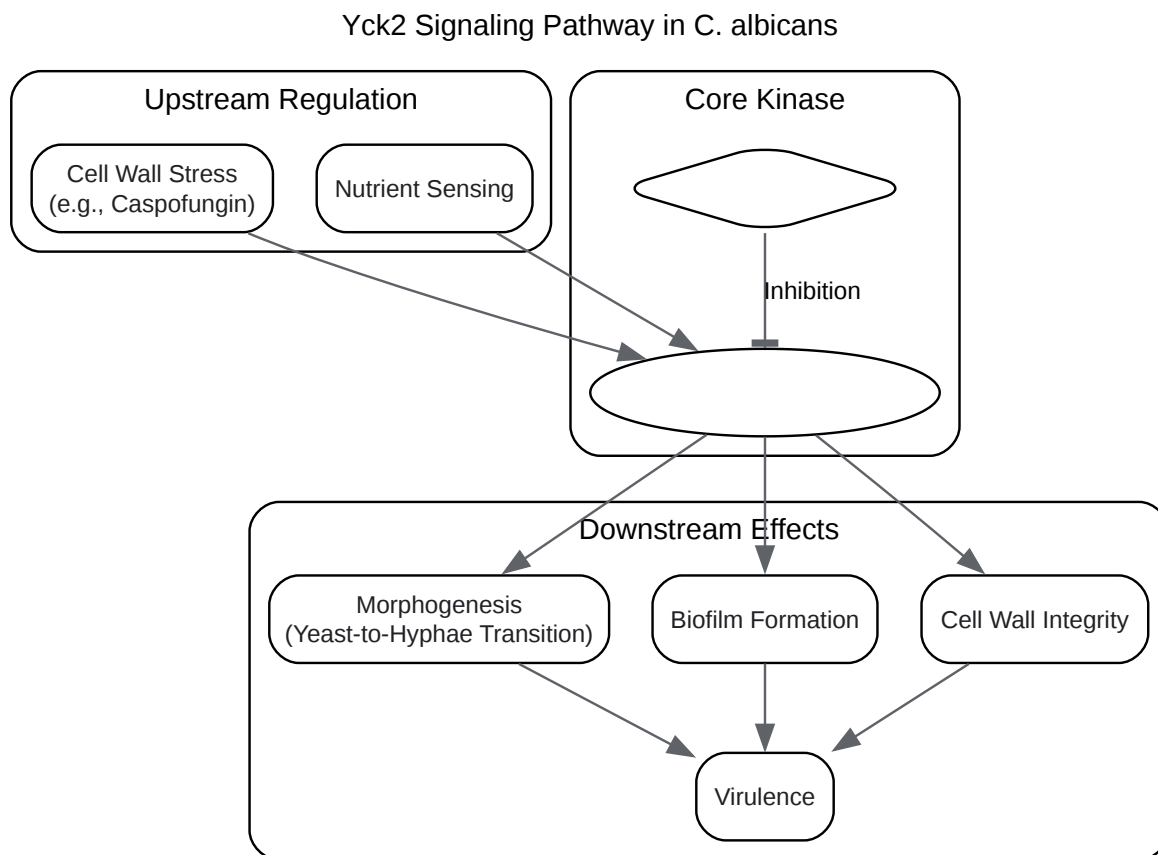 Yck2 Signaling Pathway in C. albicans
Upstream Regulation
Core Kinase
Cell Wall Stress
(e.g., Caspofungin)
Nutrient Sensing
Inhibition
Downstream Effects
Morphogenesis
(Yeast-to-Hyphae Transition)
Biofilm Formation
Cell Wall Integrity
Virulence